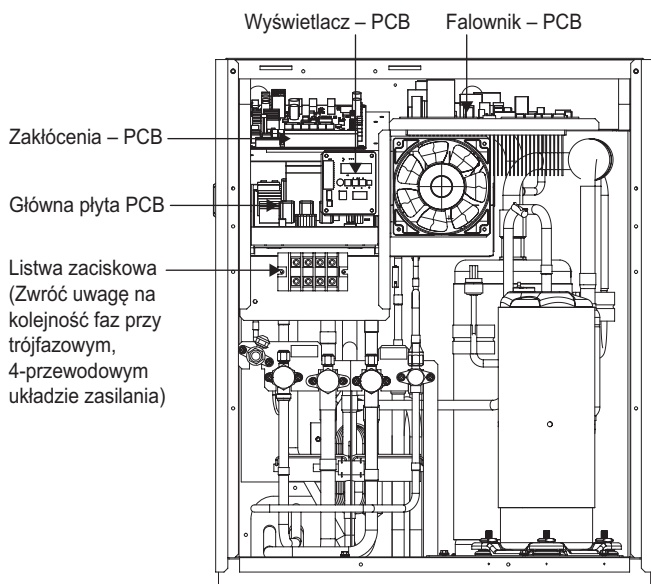 Wyświetlacz – PCB
Falownik – PCB
Zakłócenia – PCB
Główna płyta PCB
Listwa zaciskowa
(Zwróć uwagę na
kolejność faz przy
trójfazowym,
4-przewodowym
układzie zasilania)